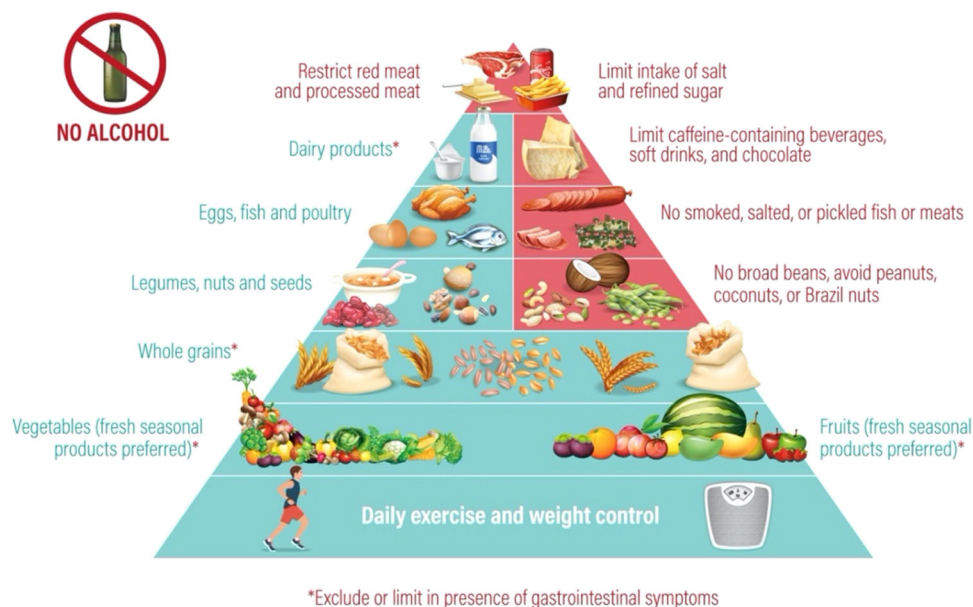 NO ALCOHOL
Restrict red meat
and processed meat
Limit intake of salt
and refined sugar
Dairy products*
Limit caffeine-containing beverages,
soft drinks, and chocolate
Eggs, fish and poultry
No smoked, salted, or pickled fish or meats
Legumes, nuts and seeds
No broad beans, avoid peanuts,
coconuts, or Brazil nuts
Whole grains*
Vegetables (fresh seasonal
products preferred)*
Fruits (fresh seasonal
products preferred)*
Daily exercise and weight control
*Exclude or limit in presence of gastrointestinal symptoms